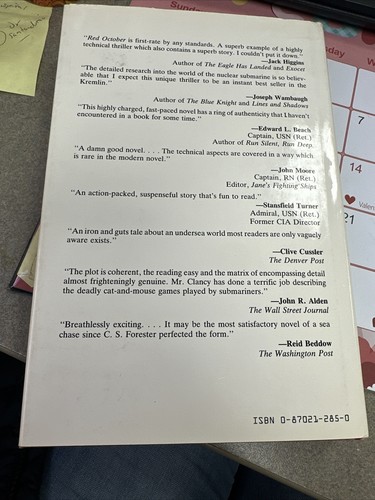 Sunda
day
W
"Red October is first-rate by any standards. A superb example of a highly
technical thriller which also contains a superb story. I couldn't put it down."
—Jack Higgins
Author of The Eagle Has Landed and Exocet
"The detailed research into the world of the nuclear submarine is so believ-
able that I expect this unique thriller to be an instant best seller in the
Kremlin."
—Joseph Wambaugh
Author of The Blue Knight and Lines and Shadows
"This highly charged, fast-paced novel has a ring of authenticity that I haven't
encountered in a book for some time."
—Edward L. Beach
Captain, USN (Ret.)
Author of Run Silent, Run Deep.
"A damn good novel. . . . The technical aspects are covered in a way which
is rare in the modern novel."
—John Moore
Captain, RN (Ret.)
Editor, Jane's Fighting Ships
"An action-packed, suspenseful story that's fun to read."
—Stansfield Turner
Admiral, USN (Ret.)
Former CIA Director
"An iron and guts tale about an undersea world most readers are only vaguely
aware exists."
—Clive Cussler
The Denver Post
"The plot is coherent, the reading easy and the matrix of encompassing detail
almost frighteningly genuine. Mr. Clancy has done a terrific job describing
the deadly cat-and-mouse games played by submariners."
—John R. Alden
The Wall Street Journal
"Breathlessly exciting. . . . It may be the most satisfactory novel of a sea
chase since C. S. Forester perfected the form."
—Reid Beddow
The Washington Post
ISBN 0-87021-285-0
7
14
Valen
21